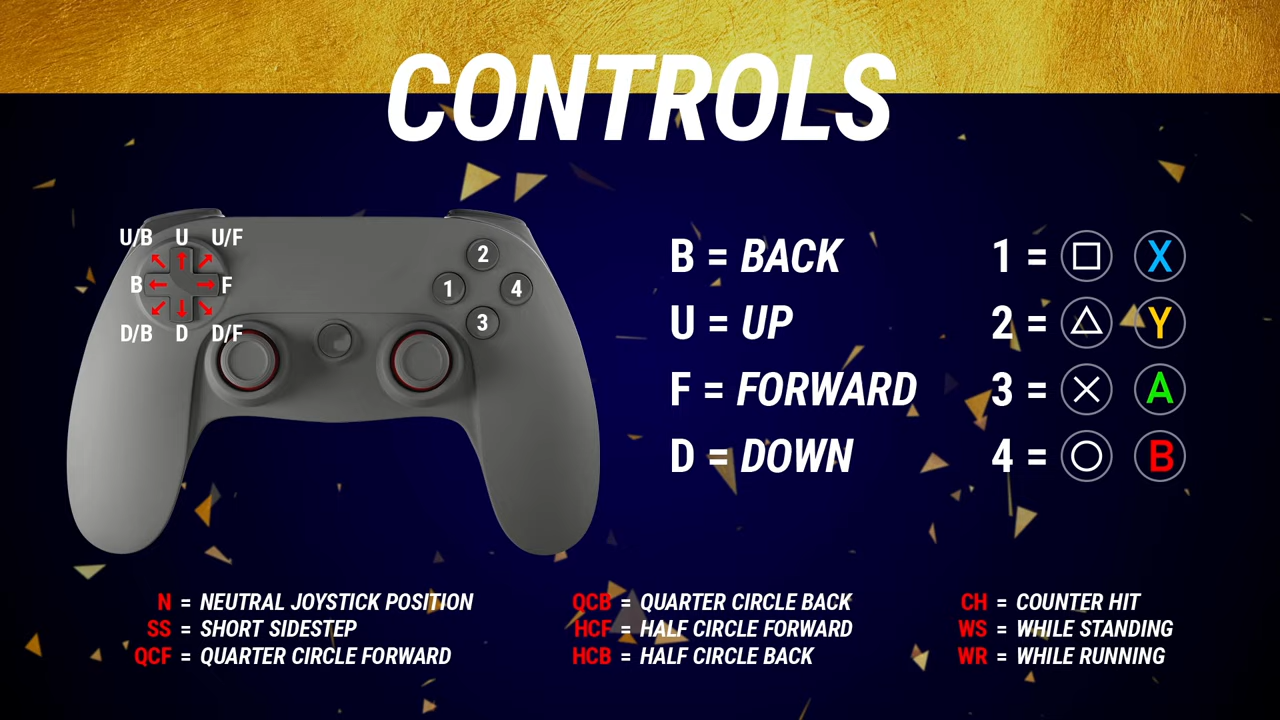 CONTROLS
U/B U U/F
B F
D/B D D/F
2
1 4
3
B = BACK
U = UP
F = FORWARD
D = DOWN
1 = X
2 = Y
3 = A
4 = B
N = NEUTRAL JOYSTICK POSITION
SS = SHORT SIDESTEP
QCF = QUARTER CIRCLE FORWARD
QCB = QUARTER CIRCLE BACK
HCF = HALF CIRCLE FORWARD
HCB = HALF CIRCLE BACK
CH = COUNTER HIT
WS = WHILE STANDING
WR = WHILE RUNNING